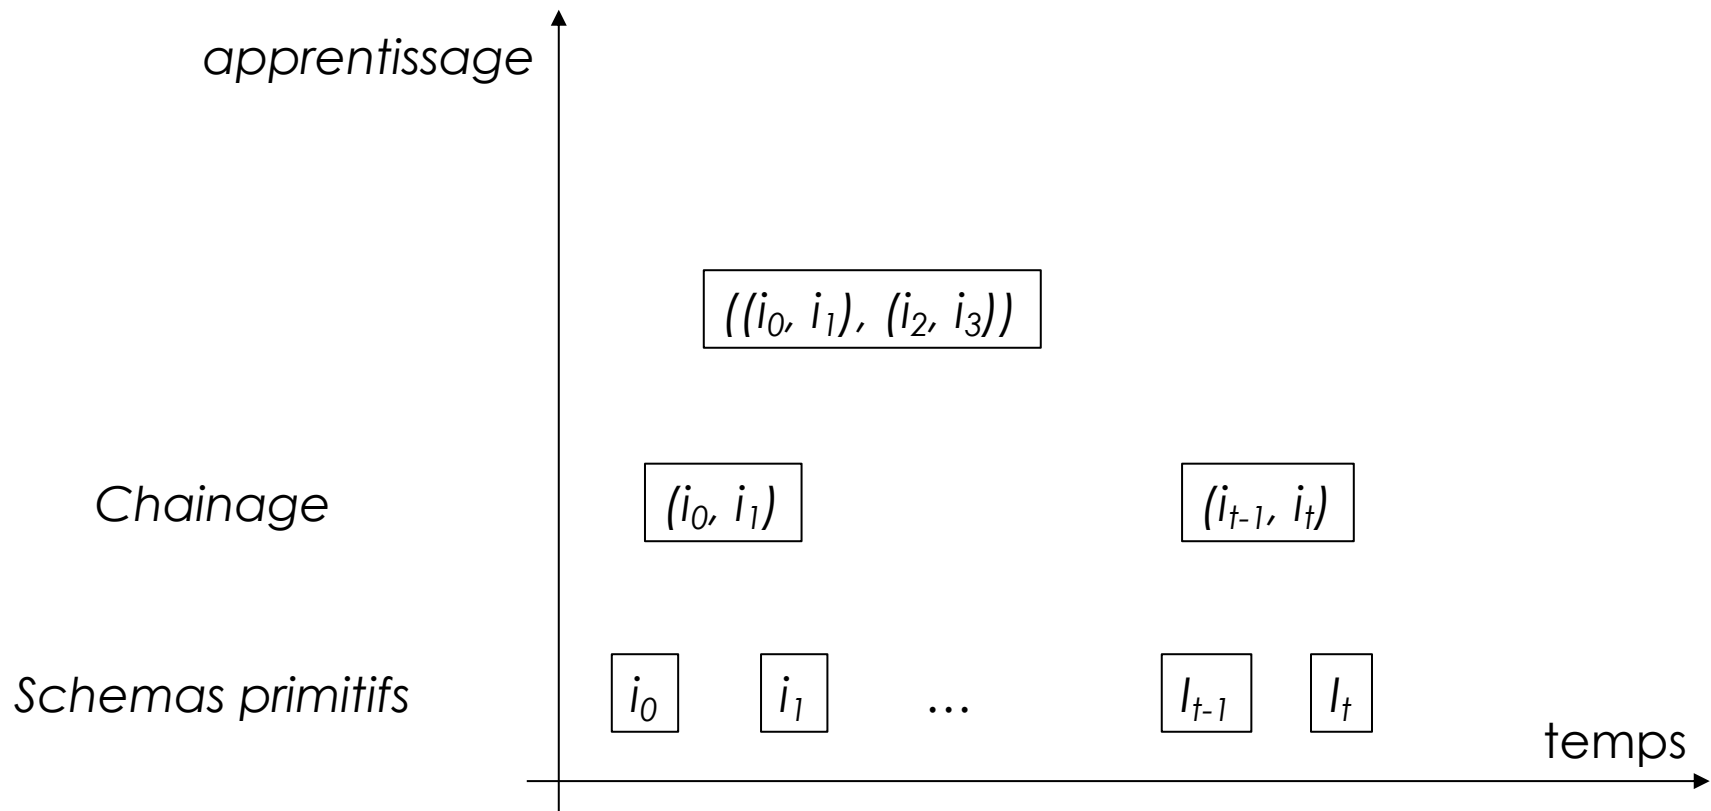 apprentissage
((i₀, i₁), (i₂, i₃))
Chainage
(i₀, i₁)
(iₜ₋₁, iₜ)
Schemas primitifs
i₀
i₁
...
Iₜ₋₁
Iₜ
temps